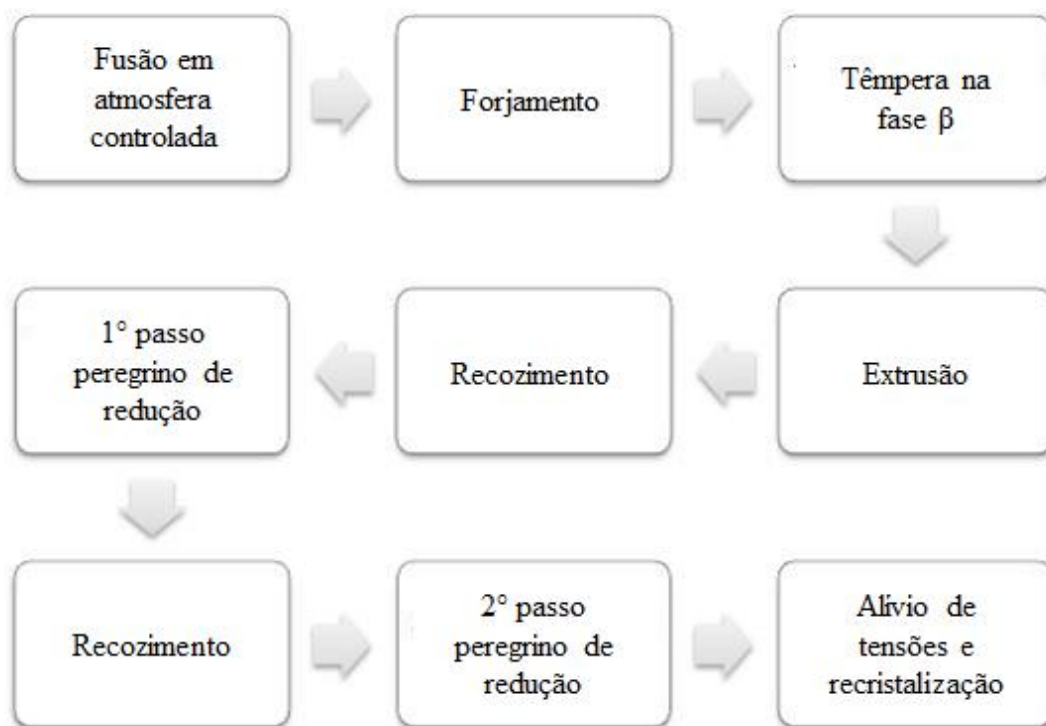 Fusão em
atmosfera
controlada
Forjamento
Têmpera na
fase β
Extrusão
Recozimento
1° passo
peregrino de
redução
Recozimento
2° passo
peregrino de
redução
Alívio de
tensões e
recristalização